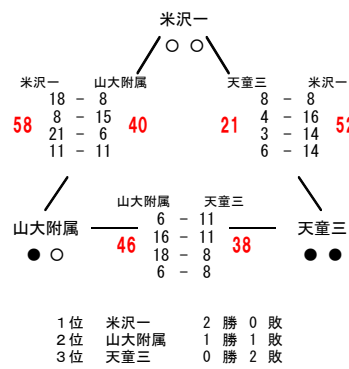 米沢一
○ ○
米沢一 山大附属 天童三 米沢一
18 - 8 8 - 8
58 8 - 15 40 21 4 - 16 52
21 - 6 3 - 14
11 - 11 6 - 14
山大附属 天童三
山大附属 6 - 11 天童三
16 - 11
● ○ 46 18 - 8 38 ● ●
6 - 8
1位 米沢一 2 勝 0 敗
2位 山大附属 1 勝 1 敗
3位 天童三 0 勝 2 敗